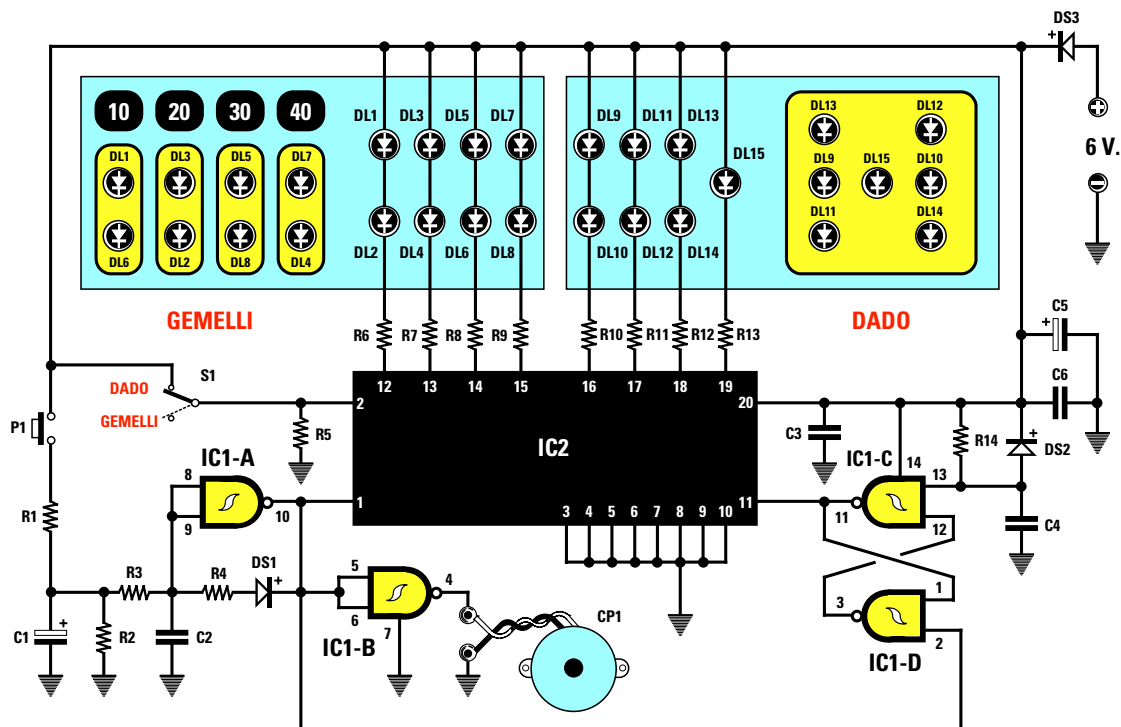 DS3
+
10 20 30 40
DL1 DL3 DL5 DL7
DL6 DL2 DL8 DL4
DL1 DL3 DL5 DL7
DL2 DL4 DL6 DL8
DL9 DL11 DL13
DL15
DL10 DL12 DL14
DL13 DL12
DL9 DL15 DL10
DL11 DL14
+
6 V.
−
GEMELLI
DADO
R6 R7 R8 R9 R10 R11 R12 R13
C5
+
C6
S1
DADO
GEMELLI
P1
12 13 14 15 16 17 18 19
2
20
1
11
IC2
3 4 5 6 7 8 9 10
R5
C3
R14
DS2
+
C4
IC1-A
8
9
10
IC1-C
14
13
12
11
R1
R3
R4
DS1
+
C1
+
R2
C2
IC1-B
5
6
7
4
CP1
IC1-D
1
2
3